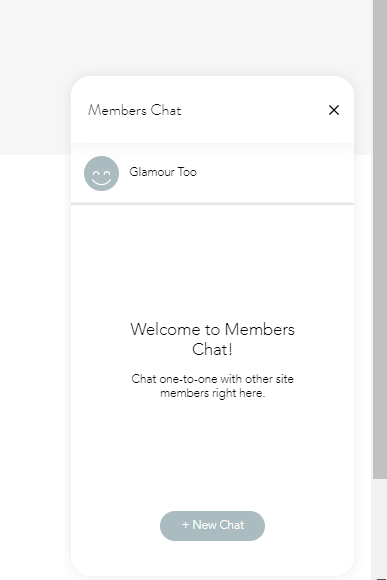 Members Chat
Glamour Too
Welcome to Members
Chat!
Chat one-to-one with other site
members right here.
+ New Chat